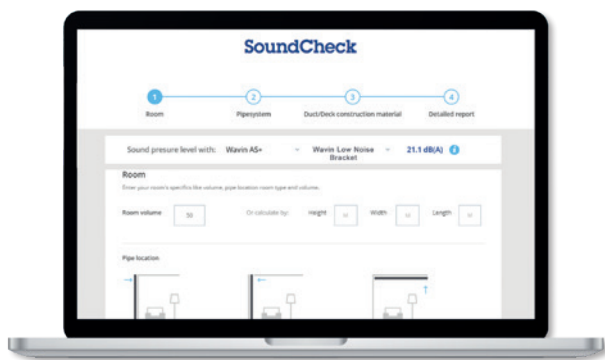 SoundCheck
1 2 3 4
Room Pipesystem Duct/Deck construction material Detailed report
Sound presure level with: Wavin AS+ Wavin Low Noise 21.1 dB(A) i
Bracket
Room
Enter your room's specifics like volume, pipe location room type and volume.
Room volume 50 Or calculate by: Height M Width M Length M
Pipe location